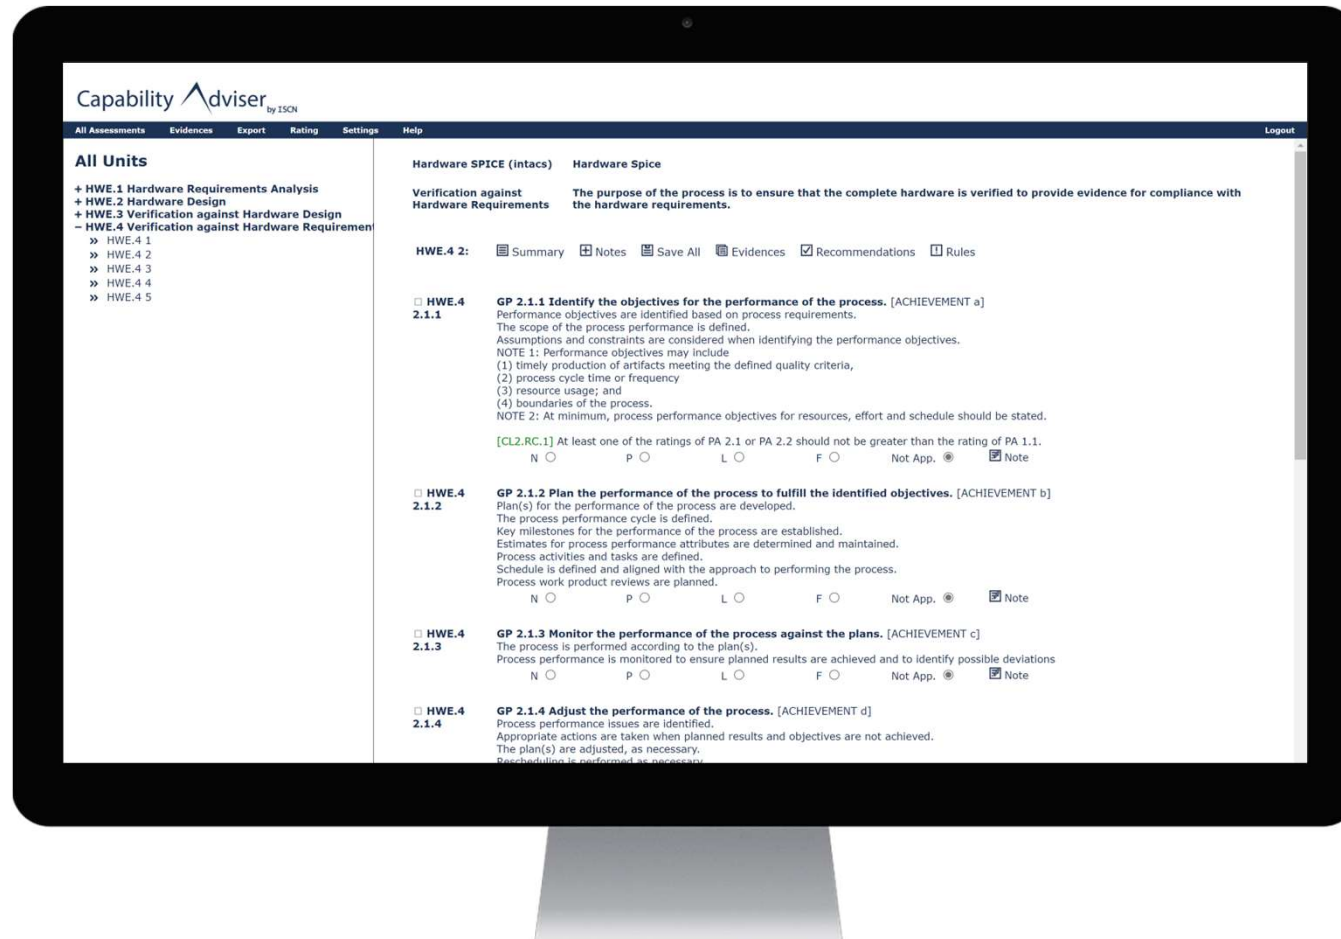 Capability Adviser by ISCN
All Assessments Evidences Export Rating Settings Help Logout
All Units
+ HWE.1 Hardware Requirements Analysis
+ HWE.2 Hardware Design
+ HWE.3 Verification against Hardware Design
− HWE.4 Verification against Hardware Requirement
» HWE.4 1
» HWE.4 2
» HWE.4 3
» HWE.4 4
» HWE.4 5
Hardware SPICE (intacs) Hardware Spice
Verification against Hardware Requirements
The purpose of the process is to ensure that the complete hardware is verified to provide evidence for compliance with
the hardware requirements.
HWE.4 2: Summary Notes Save All Evidences Recommendations Rules
HWE.4 2.1.1
GP 2.1.1 Identify the objectives for the performance of the process. [ACHIEVEMENT a]
Performance objectives are identified based on process requirements.
The scope of the process performance is defined.
Assumptions and constraints are considered when identifying the performance objectives.
NOTE 1: Performance objectives may include
(1) timely production of artifacts meeting the defined quality criteria,
(2) process cycle time or frequency
(3) resource usage; and
(4) boundaries of the process.
NOTE 2: At minimum, process performance objectives for resources, effort and schedule should be stated.
[CL2.RC.1] At least one of the ratings of PA 2.1 or PA 2.2 should not be greater than the rating of PA 1.1.
N P L F Not App. Note
HWE.4 2.1.2
GP 2.1.2 Plan the performance of the process to fulfill the identified objectives. [ACHIEVEMENT b]
Plan(s) for the performance of the process are developed.
The process performance cycle is defined.
Key milestones for the performance of the process are established.
Estimates for process performance attributes are determined and maintained.
Process activities and tasks are defined.
Schedule is defined and aligned with the approach to performing the process.
Process work product reviews are planned.
N P L F Not App. Note
HWE.4 2.1.3
GP 2.1.3 Monitor the performance of the process against the plans. [ACHIEVEMENT c]
The process is performed according to the plan(s).
Process performance is monitored to ensure planned results are achieved and to identify possible deviations
N P L F Not App. Note
HWE.4 2.1.4
GP 2.1.4 Adjust the performance of the process. [ACHIEVEMENT d]
Process performance issues are identified.
Appropriate actions are taken when planned results and objectives are not achieved.
The plan(s) are adjusted, as necessary.
Rescheduling is performed as necessary